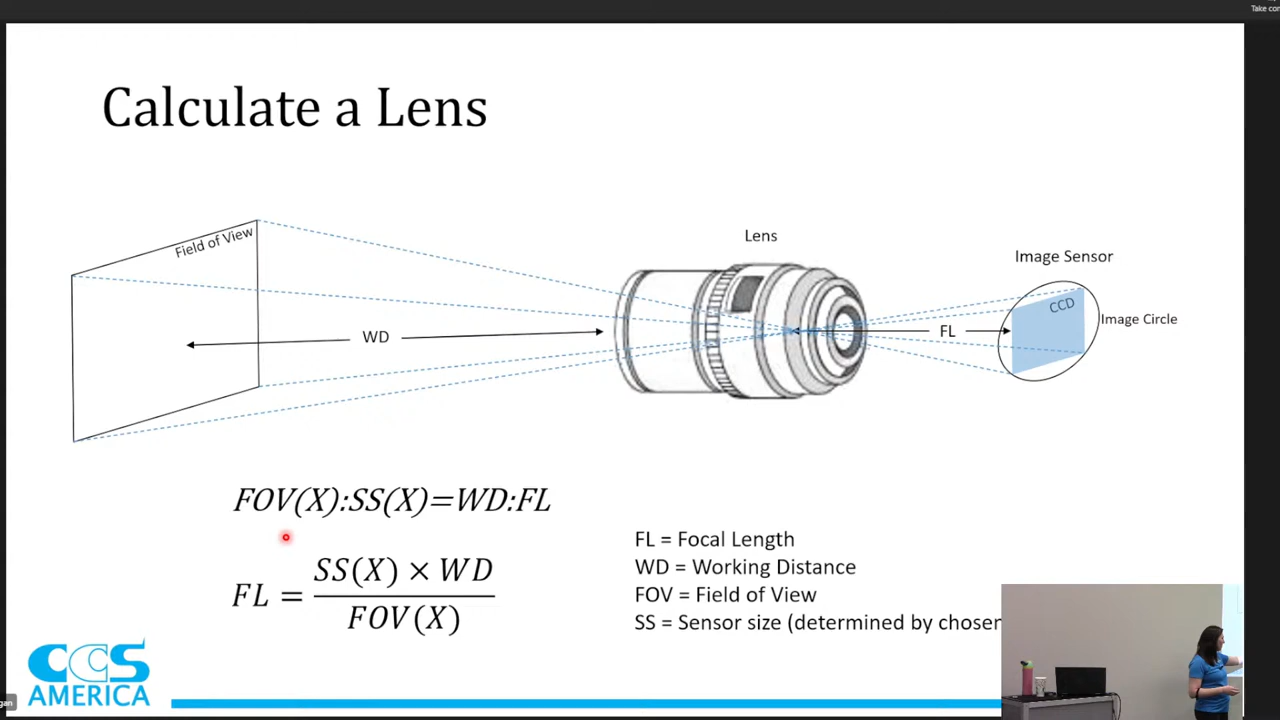 Take
Calculate a Lens
Field of View
Lens
Image Sensor
CCD
Image Circle
WD
FL
FOV(X):SS(X)=WD:FL
FL = SS(X) × WD
FOV(X)
FL = Focal Length
WD = Working Distance
FOV = Field of View
SS = Sensor size (determined by chosen
CCS
AMERICA